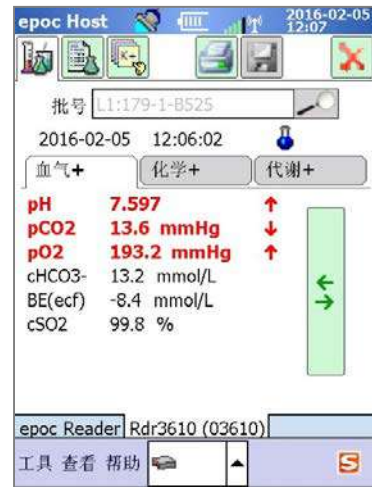 epoc Host 2016-02-05
12:07
批号 L1:179-1-B525
2016-02-05 12:06:02
血气+ 化学+ 代谢+
pH 7.597 ↑
pCO2 13.6 mmHg ↓
pO2 193.2 mmHg ↑
cHCO3- 13.2 mmol/L
BE(ecf) -8.4 mmol/L
cSO2 99.8 %
epoc Reader Rdr3610 (03610)
工具 查看 帮助